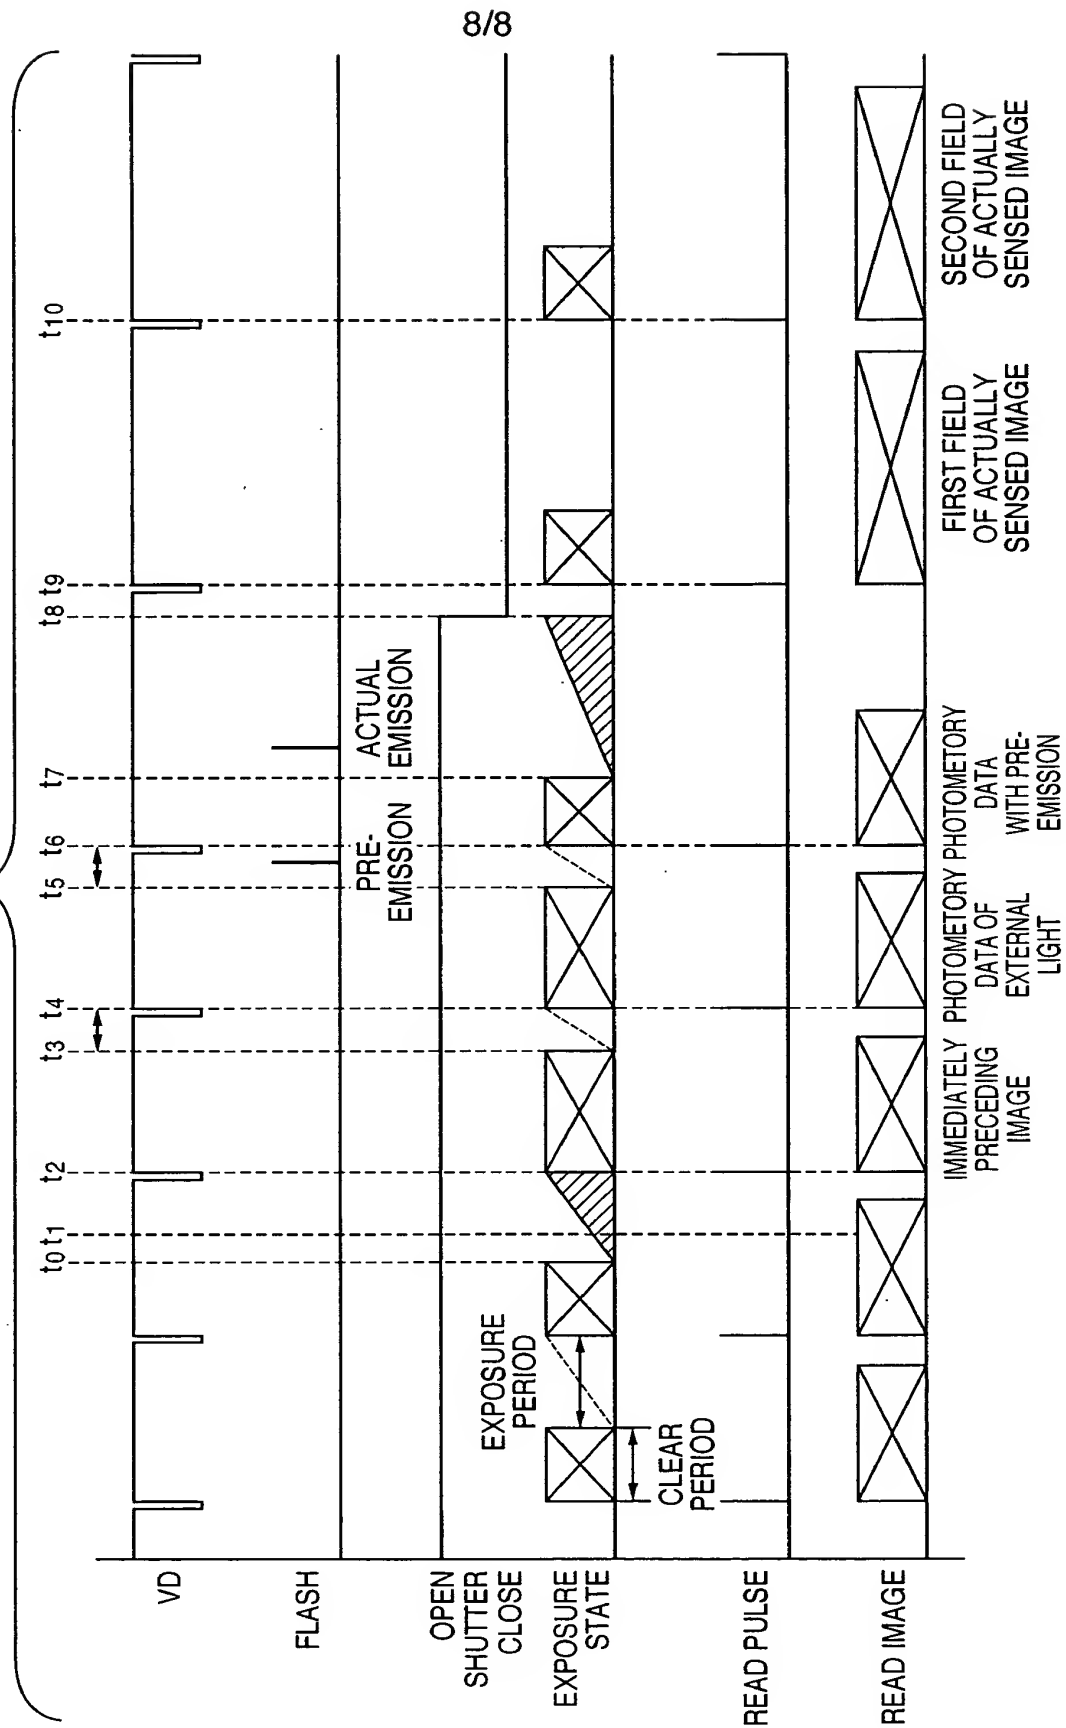 8/8
t0
t1
t2
t3
t4
t5
t6
t7
t8
t9
t10
VD
FLASH
PRE-
EMISSION
ACTUAL
EMISSION
OPEN
SHUTTER
CLOSE
EXPOSURE
STATE
EXPOSURE
PERIOD
CLEAR
PERIOD
READ PULSE
READ IMAGE
IMMEDIATELY
PRECEDING
IMAGE
PHOTOMETORY
DATA OF
EXTERNAL
LIGHT
PHOTOMETORY
DATA
WITH PRE-
EMISSION
FIRST FIELD
OF ACTUALLY
SENSED IMAGE
SECOND FIELD
OF ACTUALLY
SENSED IMAGE